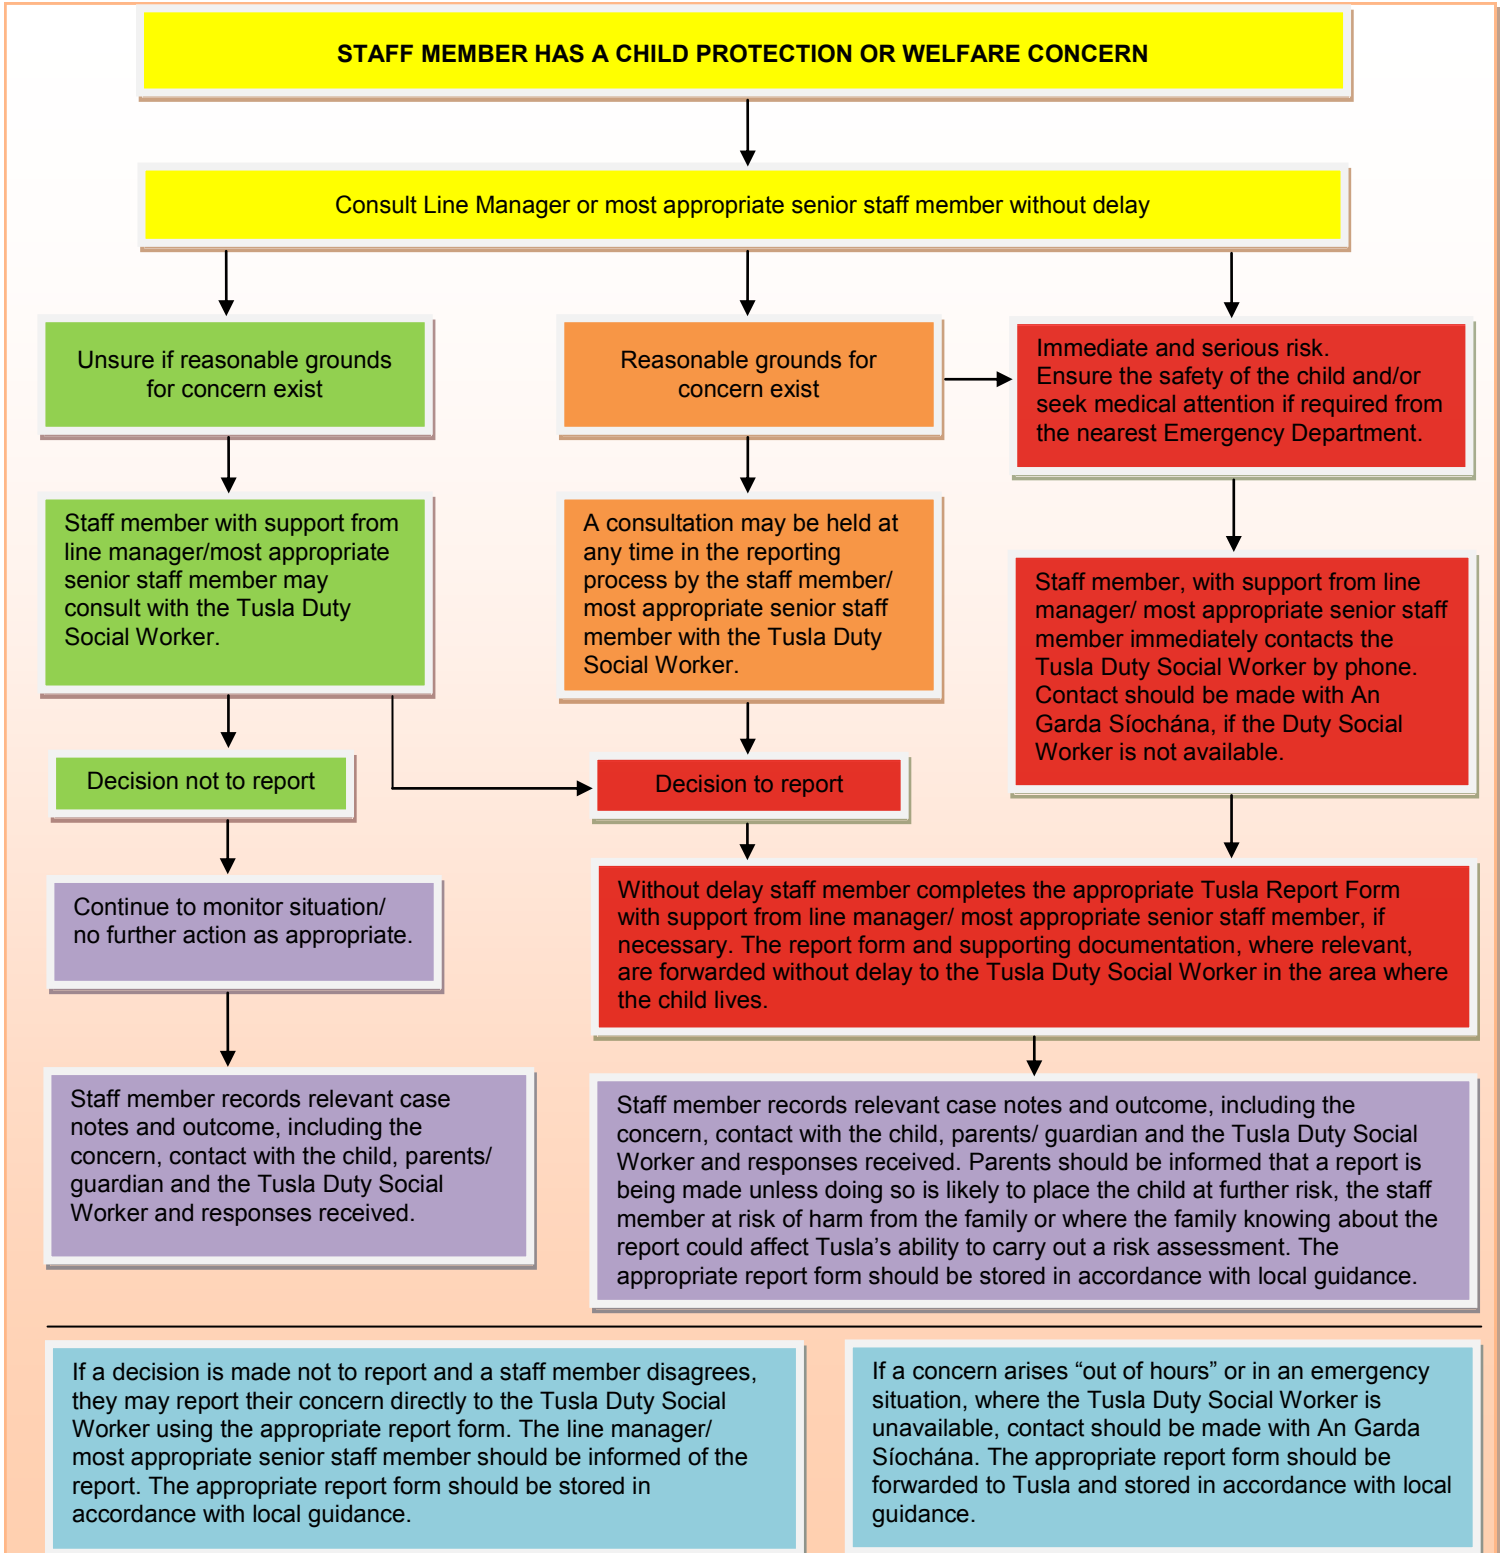 STAFF MEMBER HAS A CHILD PROTECTION OR WELFARE CONCERN
Consult Line Manager or most appropriate senior staff member without delay
Unsure if reasonable grounds
for concern exist
Reasonable grounds for
concern exist
Immediate and serious risk.
Ensure the safety of the child and/or
seek medical attention if required from
the nearest Emergency Department.
Staff member with support from
line manager/most appropriate
senior staff member may
consult with the Tusla Duty
Social Worker.
A consultation may be held at
any time in the reporting
process by the staff member/
most appropriate senior staff
member with the Tusla Duty
Social Worker.
Staff member, with support from line
manager/ most appropriate senior staff
member immediately contacts the
Tusla Duty Social Worker by phone.
Contact should be made with An
Garda Síochána, if the Duty Social
Worker is not available.
Decision not to report
Decision to report
Continue to monitor situation/
no further action as appropriate.
Without delay staff member completes the appropriate Tusla Report Form
with support from line manager/ most appropriate senior staff member, if
necessary. The report form and supporting documentation, where relevant,
are forwarded without delay to the Tusla Duty Social Worker in the area where
the child lives.
Staff member records relevant case
notes and outcome, including the
concern, contact with the child, parents/
guardian and the Tusla Duty Social
Worker and responses received.
Staff member records relevant case notes and outcome, including the
concern, contact with the child, parents/ guardian and the Tusla Duty Social
Worker and responses received. Parents should be informed that a report is
being made unless doing so is likely to place the child at further risk, the staff
member at risk of harm from the family or where the family knowing about the
report could affect Tusla’s ability to carry out a risk assessment. The
appropriate report form should be stored in accordance with local guidance.
If a decision is made not to report and a staff member disagrees,
they may report their concern directly to the Tusla Duty Social
Worker using the appropriate report form. The line manager/
most appropriate senior staff member should be informed of the
report. The appropriate report form should be stored in
accordance with local guidance.
If a concern arises “out of hours” or in an emergency
situation, where the Tusla Duty Social Worker is
unavailable, contact should be made with An Garda
Síochána. The appropriate report form should be
forwarded to Tusla and stored in accordance with local
guidance.